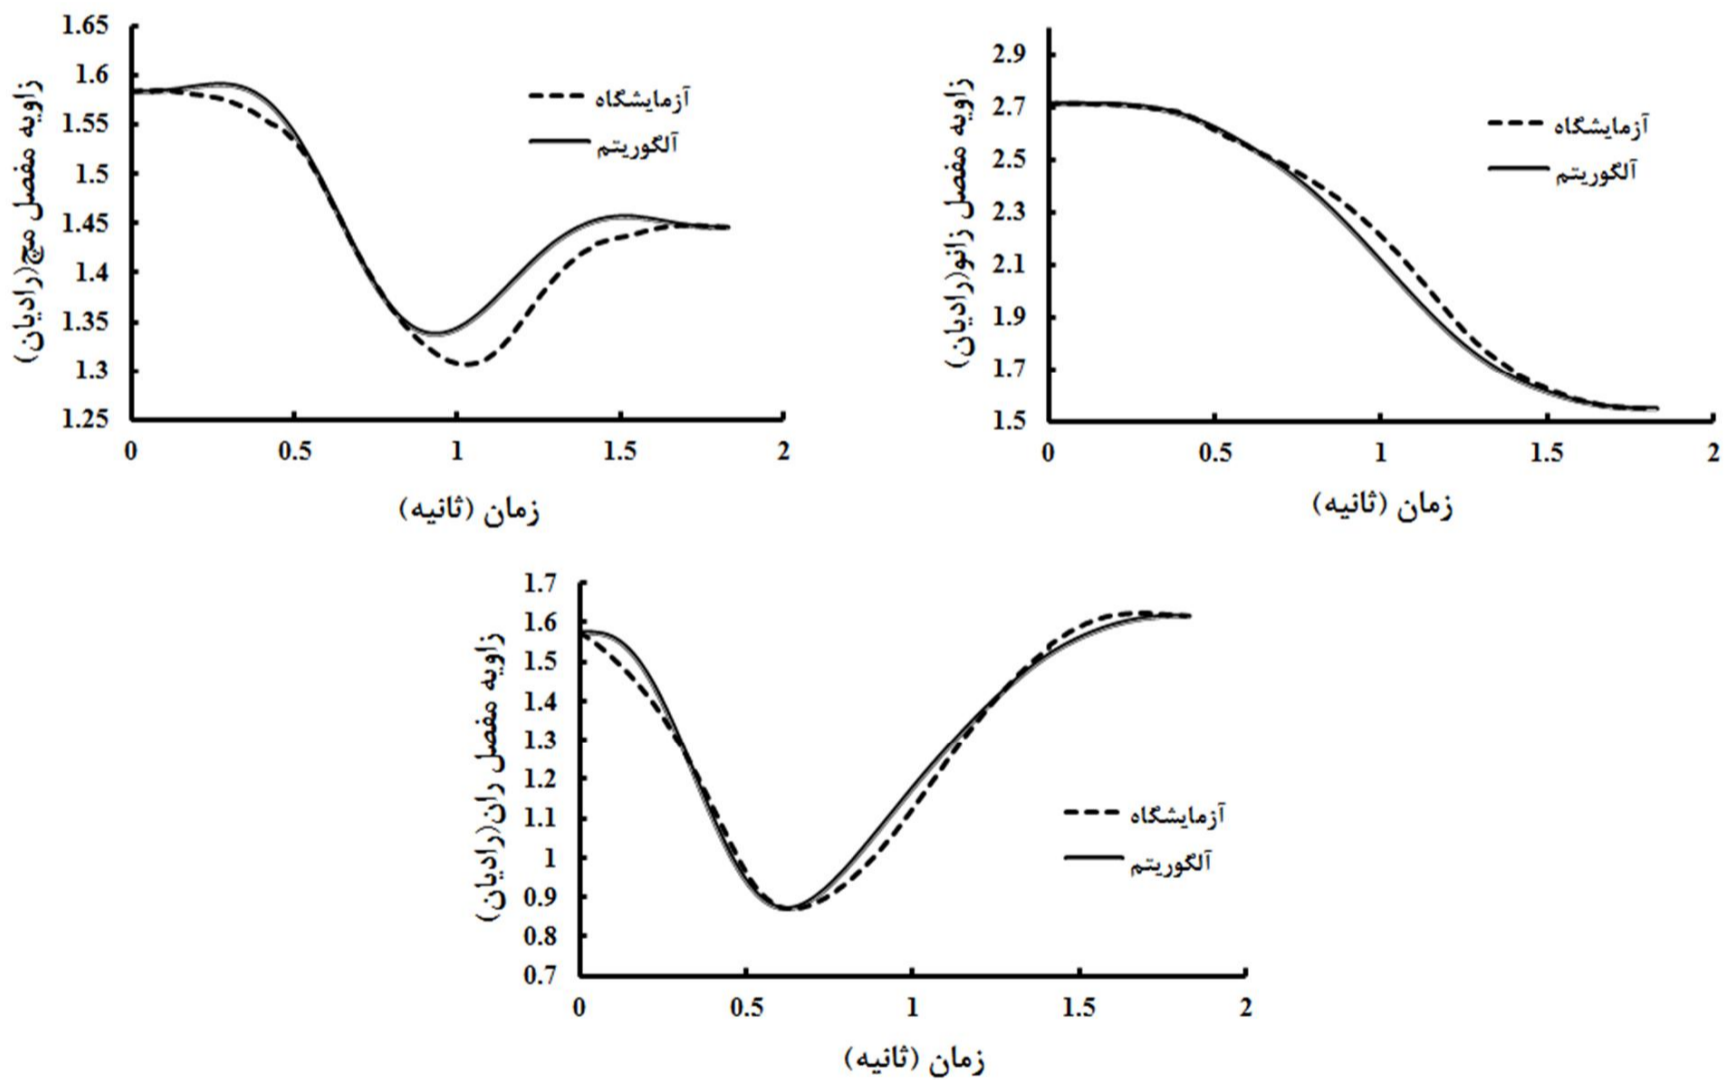 1.65
1.6
1.55
1.5
1.45
1.4
1.35
1.3
1.25
0 0.5 1 1.5 2
زاویه مفصل مچ(رادیان)
زمان (ثانیه)
آزمایشگاه
آلگوریتم
2.9
2.7
2.5
2.3
2.1
1.9
1.7
1.5
0 0.5 1 1.5 2
زاویه مفصل زانو(رادیان)
زمان (ثانیه)
آزمایشگاه
آلگوریتم
1.7
1.6
1.5
1.4
1.3
1.2
1.1
1
0.9
0.8
0.7
0 0.5 1 1.5 2
زاویه مفصل ران(رادیان)
زمان (ثانیه)
آزمایشگاه
آلگوریتم